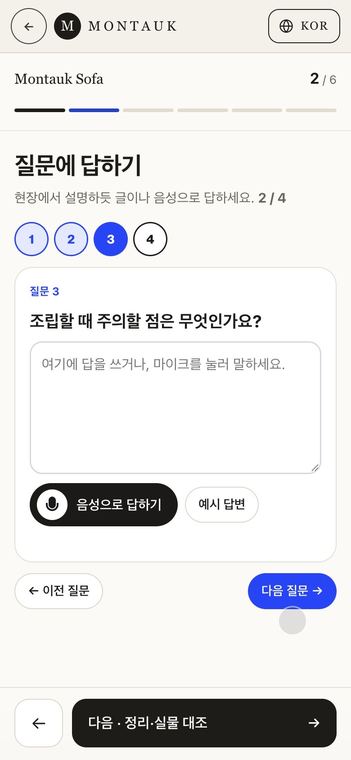 ←
M MONTAUK
KOR
Montauk Sofa
2 / 6
질문에 답하기
현장에서 설명하듯 글이나 음성으로 답하세요. 2 / 4
1 2 3 4
질문 3
조립할 때 주의할 점은 무엇인가요?
여기에 답을 쓰거나, 마이크를 눌러 말하세요.
음성으로 답하기
예시 답변
← 이전 질문
다음 질문 →
←
다음 · 정리·실물 대조 →